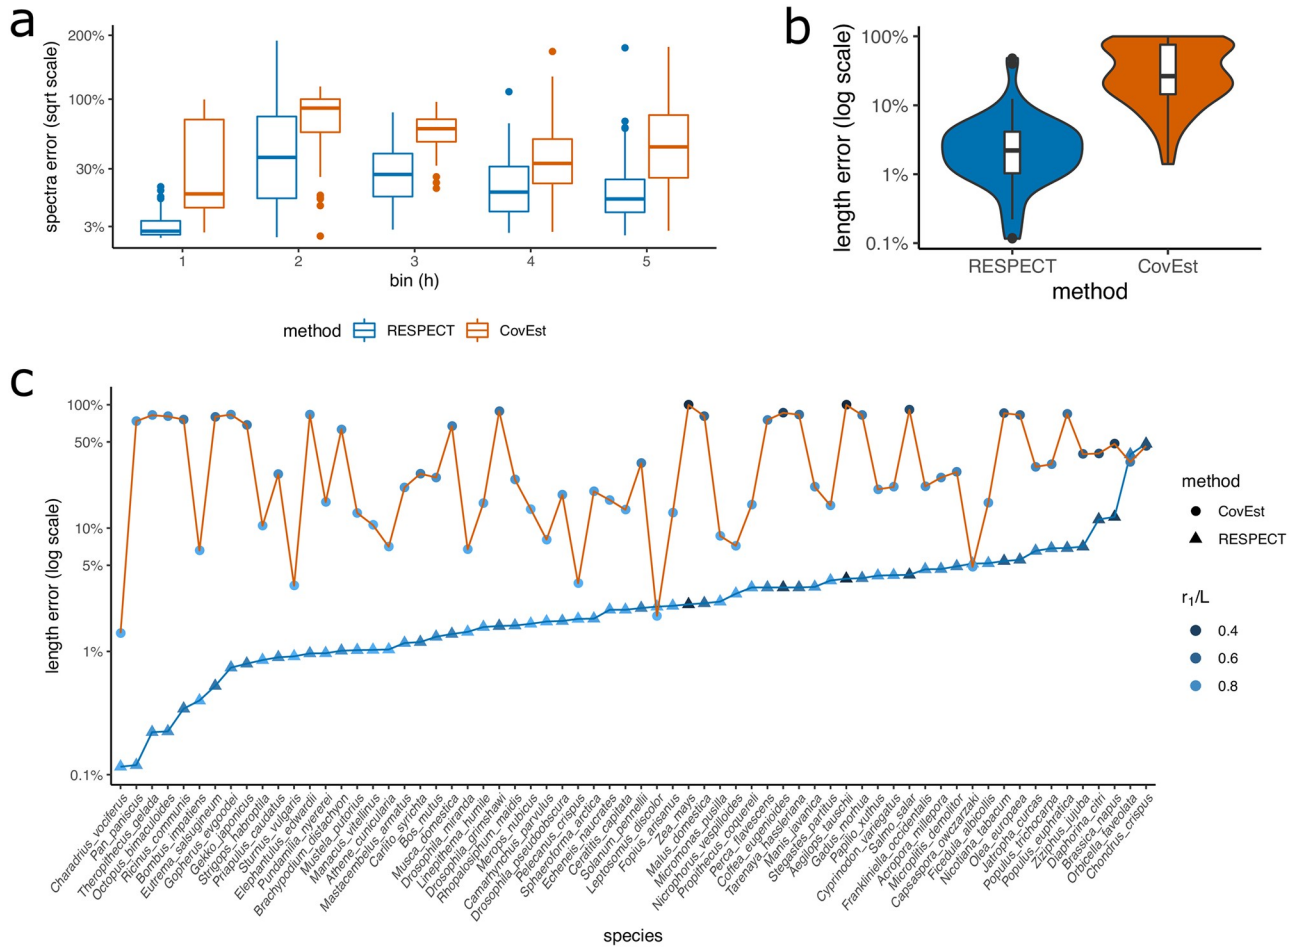 a
b
200%
100%
30%
3%
spectra error (sqrt scale)
1
2
3
4
5
bin (h)
method
RESPECT
CovEst
100%
10%
1%
0.1%
length error (log scale)
RESPECT
CovEst
method
c
100%
50%
10%
5%
1%
0.1%
length error (log scale)
method
CovEst
RESPECT
r1/L
0.4
0.6
0.8
Charadrius_vociferus
Pan_paniscus
Theropithecus_gelada
Octopus_bimaculoides
Ricinus_communis
Bombus_impatiens
Eutrema_salsugineum
Gopherus_evgoodei
Gekko_japonicus
Strigops_habroptila
Priapulus_caudatus
Sturnus_vulgaris
Elephantulus_edwardii
Pundamilia_nyererei
Brachypodium_distachyon
Mustela_putorius
Manacus_vitellinus
Athene_cunicularia
Mastacembelus_armatus
Carlito_syrichta
Bos_mutus
Musca_domestica
Drosophila_miranda
Linepithema_humile
Drosophila_grimshawi
Rhopalosiphum_maidis
Merops_nubicus
Camarhynchus_parvulus
Drosophila_pseudoobscura
Pelecanus_crispus
Sphaeroforma_arctica
Echeneis_naucrates
Ceratitis_capitata
Solanum_pennellii
Leptosomus_discolor
Fopius_arisanus
Zea_mays
Malus_domestica
Micromonas_pusilla
Nicrophorus_vespilloides
Propithecus_coquereli
Perca_flavescens
Coffea_eugenioides
Tarenaya_hassleriana
Manis_javanica
Stegastes_partitus
Aegilops_tauschii
Gadus_morhua
Papilio_xuthus
Cyprinodon_variegatus
Salmo_salar
Frankliniella_occidentalis
Acropora_millepora
Microplitis_demolitor
Capsaspora_owczarzaki
Ficedula_albicollis
Nicotiana_tabacum
Olea_europaea
Jatropha_curcas
Populus_trichocarpa
Populus_euphratica
Ziziphus_jujuba
Diaphorina_citri
Brassica_napus
Orbicella_faveolata
Chondrus_crispus
species